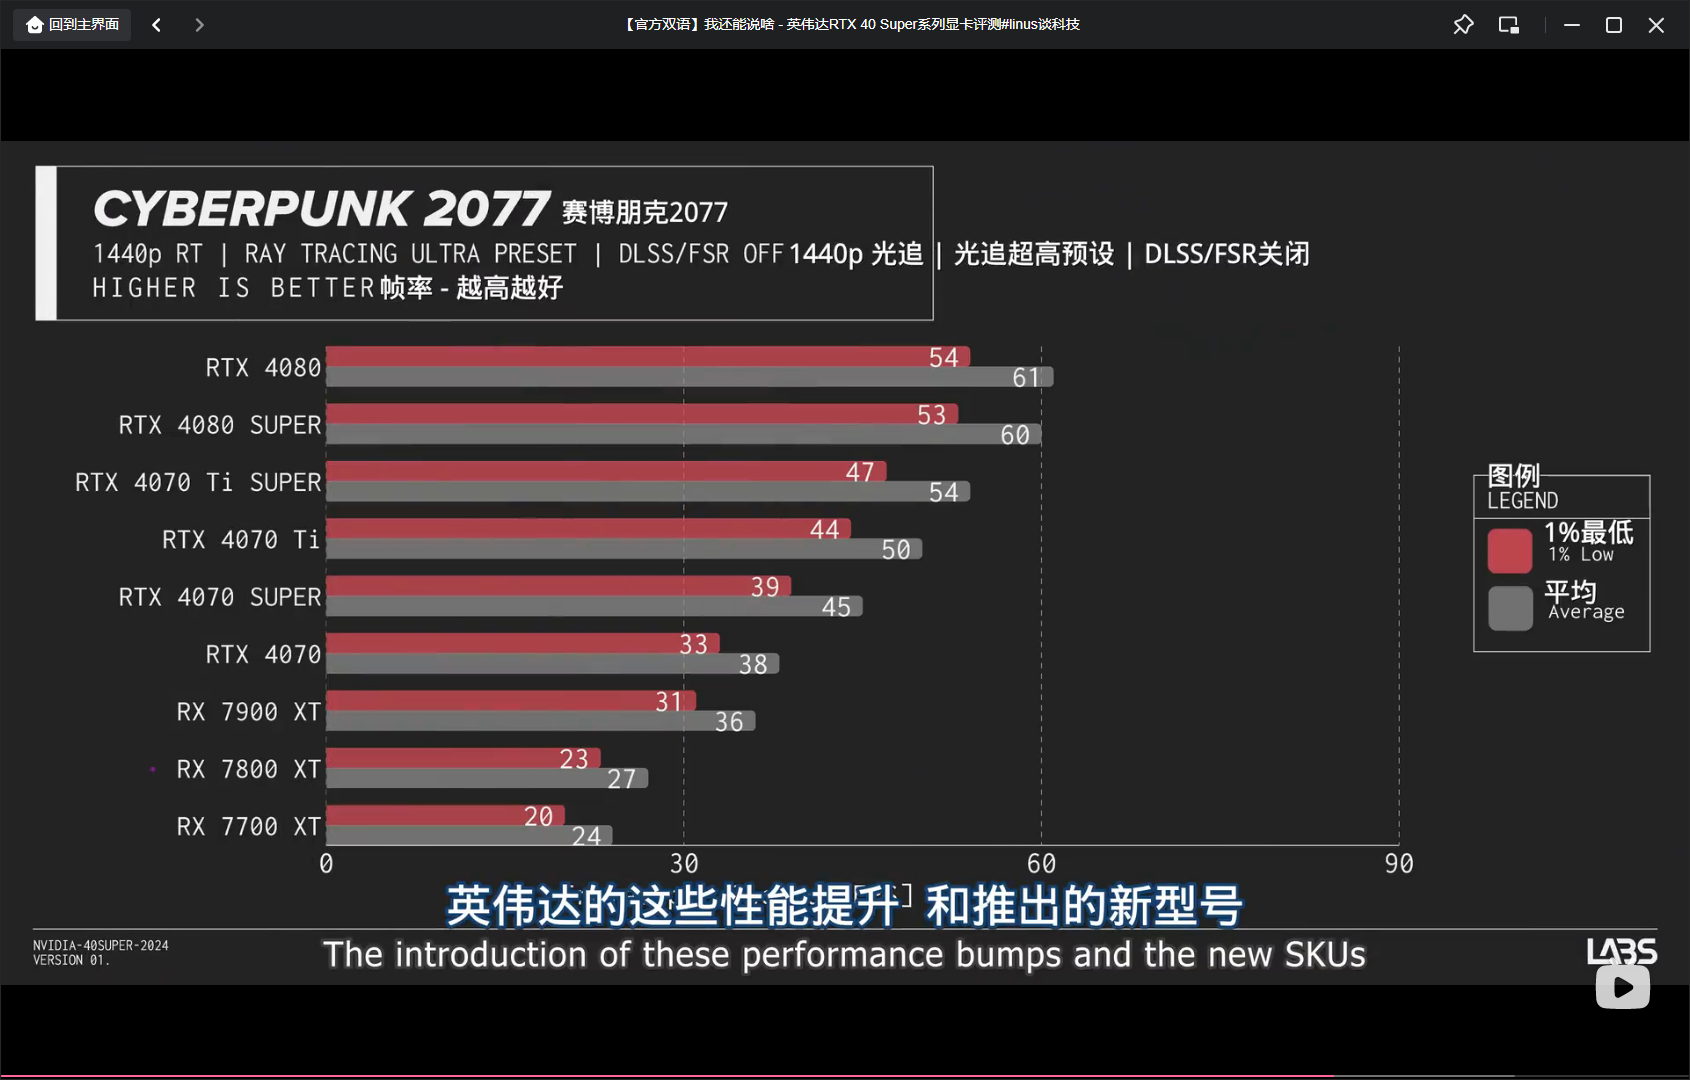 回到主界面
【官方双语】我还能说啥 - 英伟达RTX 40 Super系列显卡评测#linus谈科技
CYBERPUNK 2077 赛博朋克2077
1440p RT | RAY TRACING ULTRA PRESET | DLSS/FSR OFF 1440p 光追 | 光追超高预设 | DLSS/FSR关闭
HIGHER IS BETTER 帧率 - 越高越好
RTX 4080 54 61
RTX 4080 SUPER 53 60
RTX 4070 Ti SUPER 47 54
RTX 4070 Ti 44 50
RTX 4070 SUPER 39 45
RTX 4070 33 38
RX 7900 XT 31 36
RX 7800 XT 23 27
RX 7700 XT 20 24
0 30 60 90
图例
LEGEND
1%最低
1% Low
平均
Average
英伟达的这些性能提升 和推出的新型号
The introduction of these performance bumps and the new SKUs
NVIDIA-40SUPER-2024
VERSION 01.
LABS